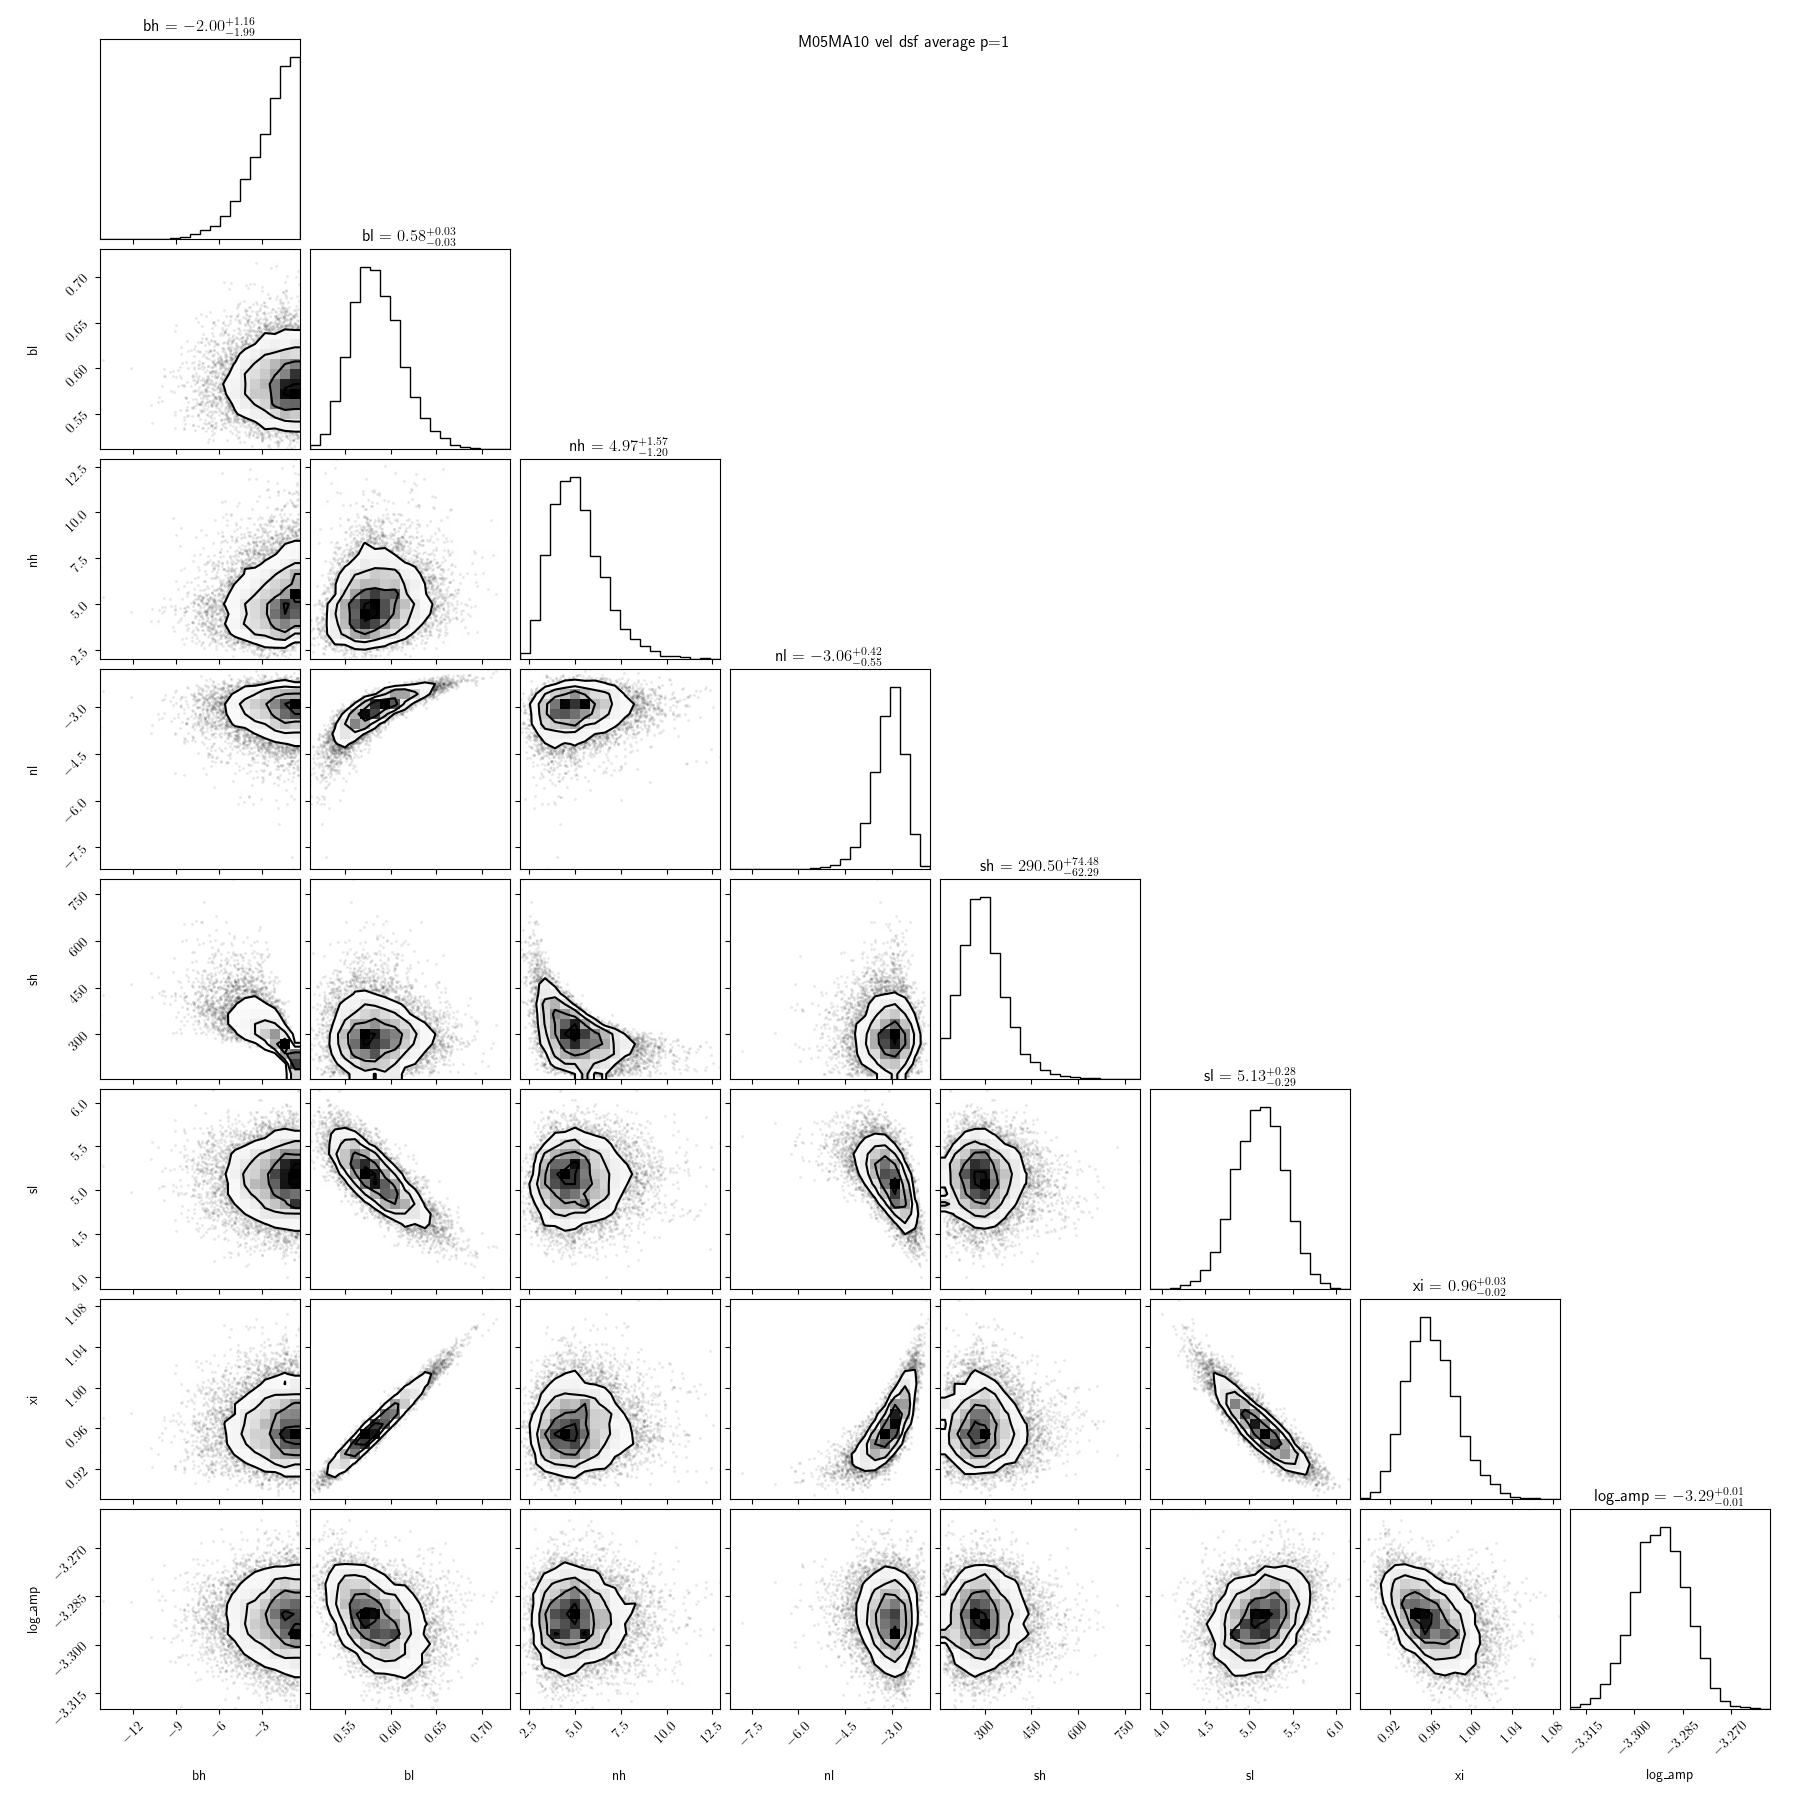 bh = −2.00 +1.16 −1.99
M05MA10 vel dsf average p=1
bl = 0.58 +0.03 −0.03
0.70
0.65
0.60
0.55
bl
nh = 4.97 +1.57 −1.20
12.5
10.0
7.5
5.0
2.5
nh
nl = −3.06 +0.42 −0.55
−3.0
−4.5
−6.0
−7.5
nl
sh = 290.50 +74.48 −62.29
750
600
450
300
sh
sl = 5.13 +0.28 −0.29
6.0
5.5
5.0
4.5
4.0
sl
xi = 0.96 +0.03 −0.02
1.08
1.04
1.00
0.96
0.92
xi
log_amp = −3.29 +0.01 −0.01
−3.270
−3.285
−3.300
−3.315
log_amp
−12 −9 −6 −3
0.55 0.60 0.65 0.70
2.5 5.0 7.5 10.0 12.5
−7.5 −6.0 −4.5 −3.0
300 450 600 750
4.0 4.5 5.0 5.5 6.0
0.92 0.96 1.00 1.04 1.08
−3.315 −3.300 −3.285 −3.270
bh bl nh nl sh sl xi log_amp